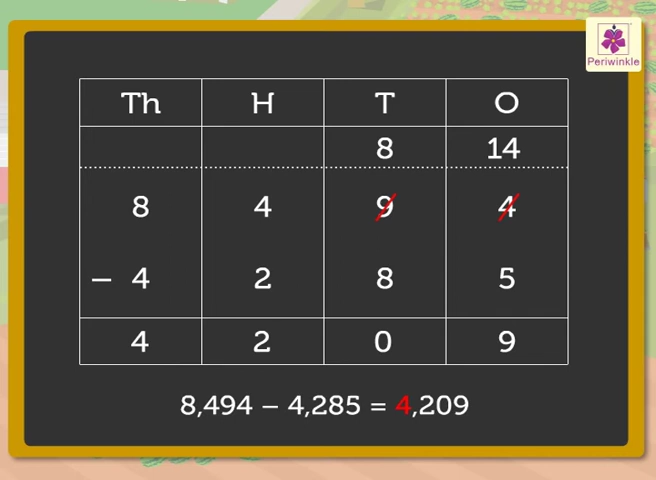 Periwinkle
Th H T O
8 14
8 4 9 4
– 4 2 8 5
4 2 0 9
8,494 – 4,285 = 4,209